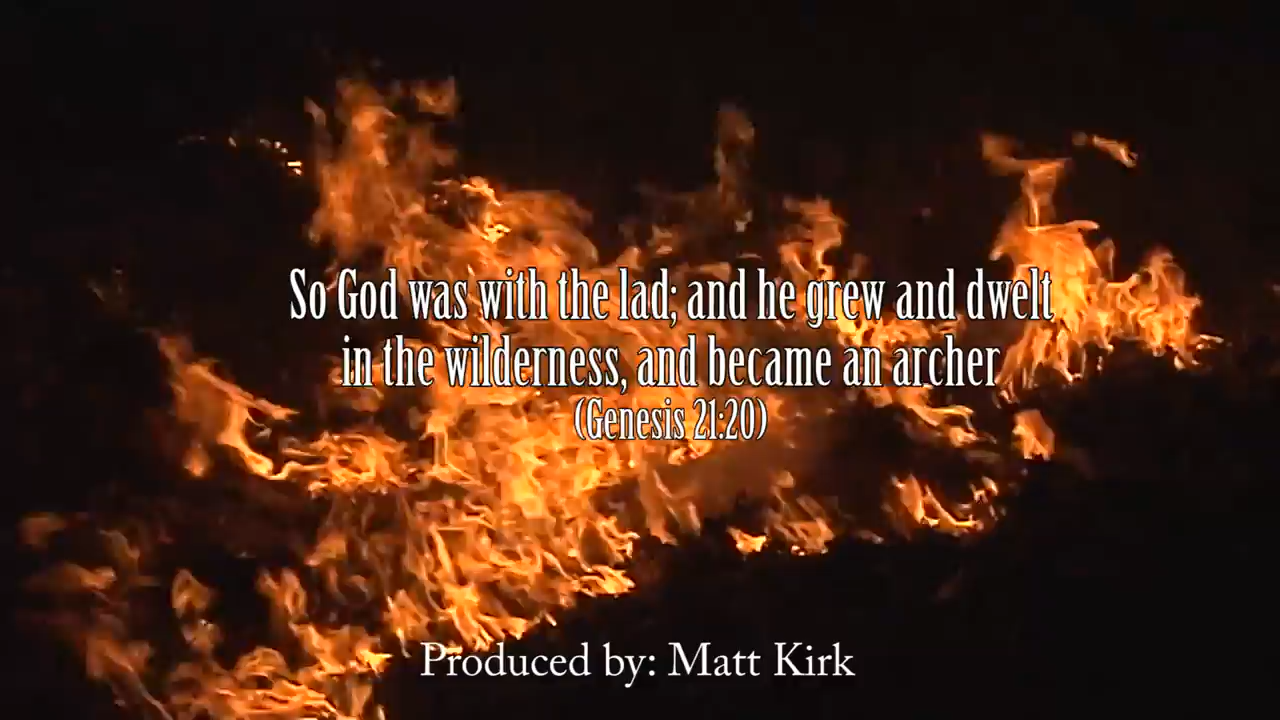 So God was with the lad; and he grew and dwelt
in the wilderness, and became an archer
(Genesis 21:20)
Produced by: Matt Kirk